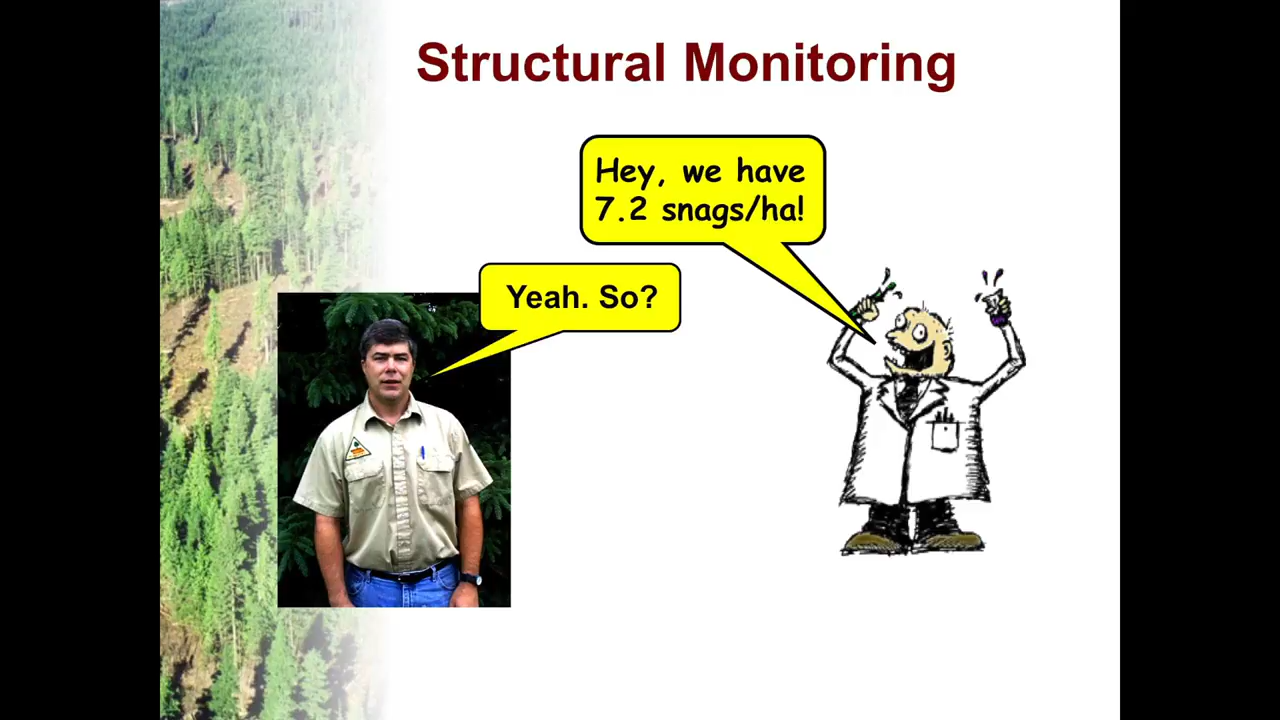 Structural Monitoring
Hey, we have
7.2 snags/ha!
Yeah. So?